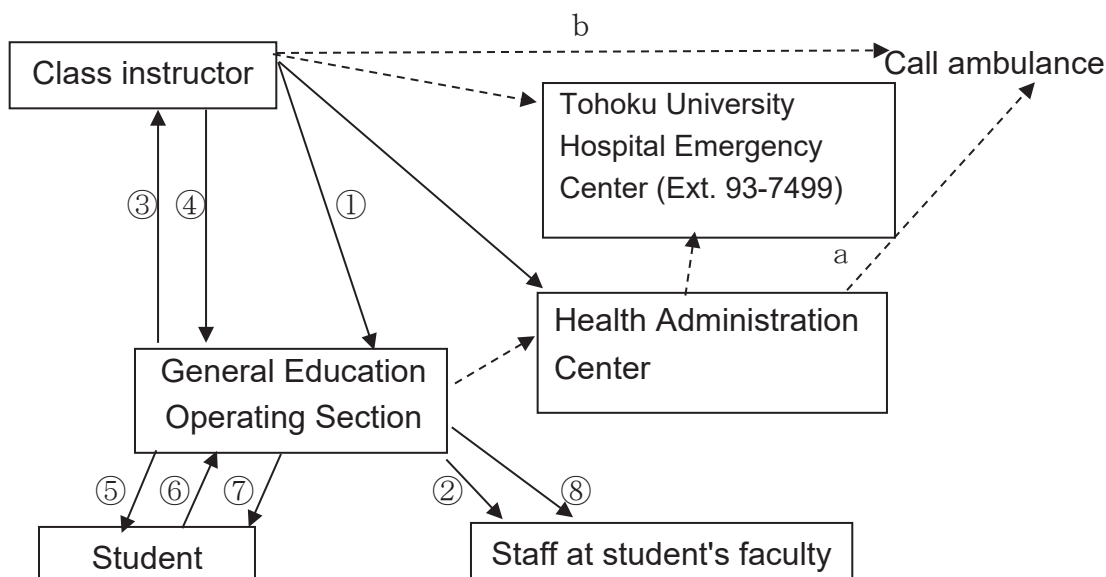 b
Class instructor
Call ambulance
Tohoku University
Hospital Emergency
Center (Ext. 93-7499)
③
④
①
a
Health Administration
Center
General Education
Operating Section
⑤
⑥
⑦
②
⑧
Student
Staff at student's faculty